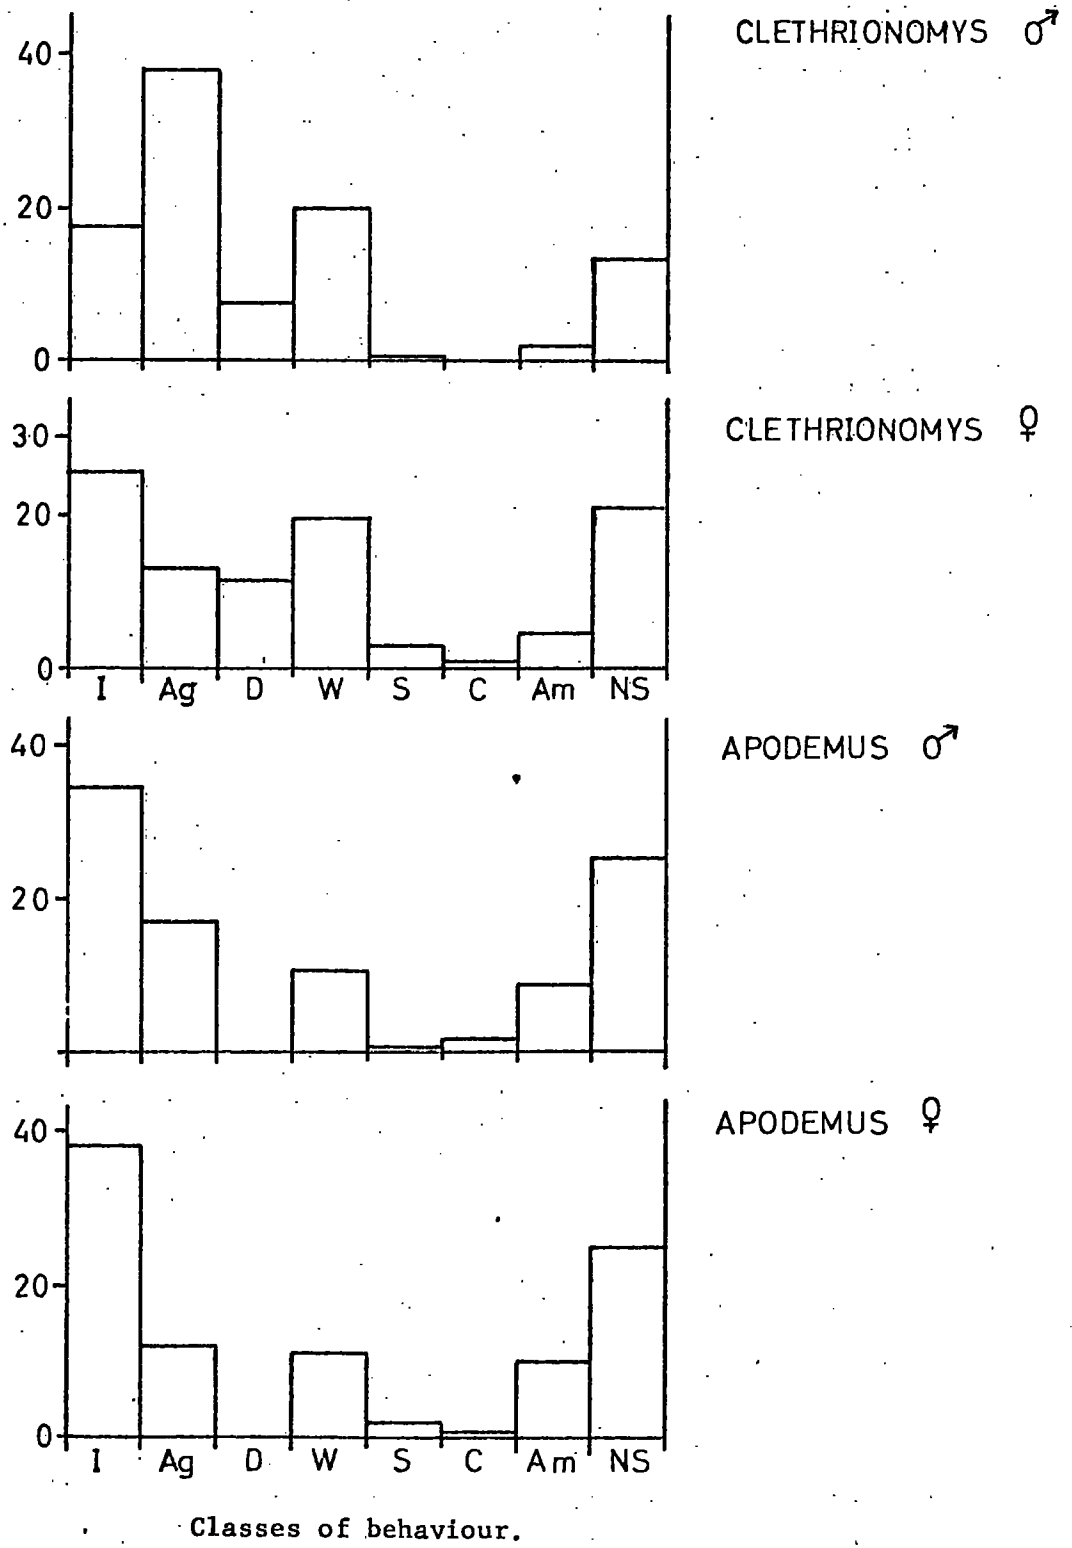 CLETHRIONOMYS ♂
40
20
0
CLETHRIONOMYS ♀
30
20
0
I Ag D W S C Am NS
APODEMUS ♂
40
20
APODEMUS ♀
40
20
0
I Ag D W S C Am NS
Classes of behaviour.